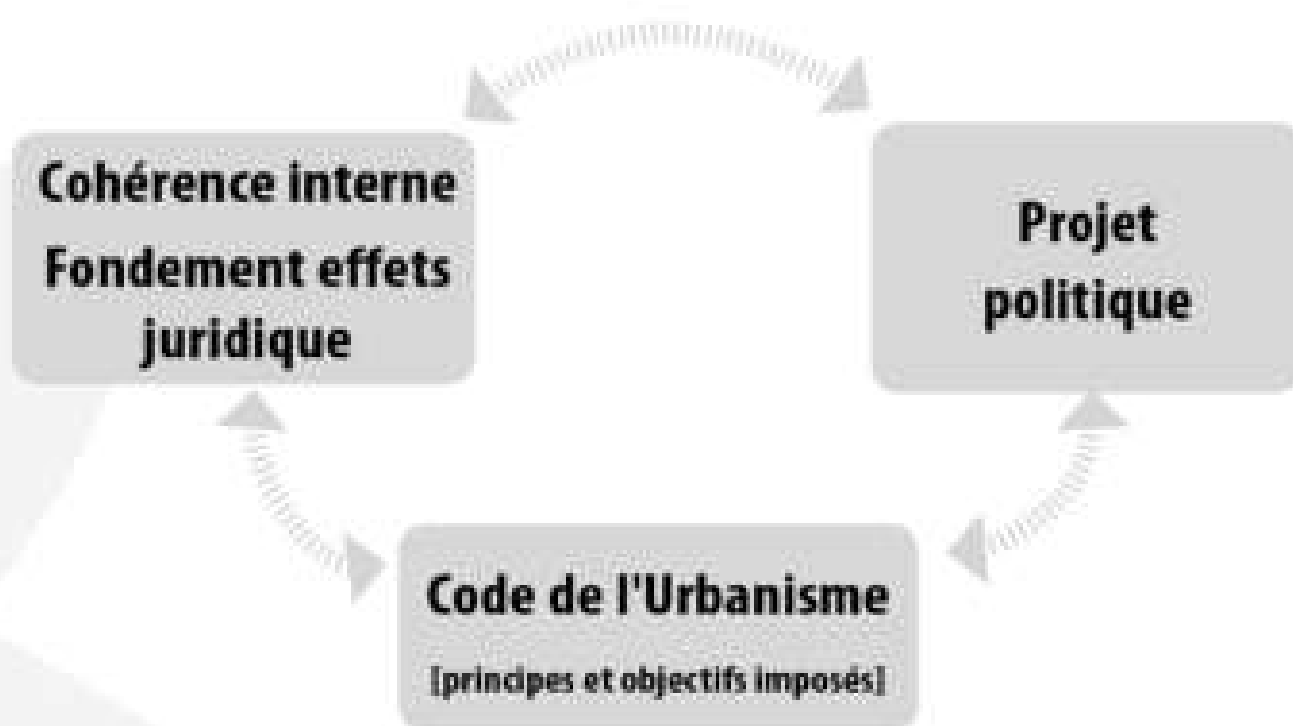 Cohérence interne
Fondement effets
juridique
Projet
politique
Code de l'Urbanisme
[principes et objectifs imposés]